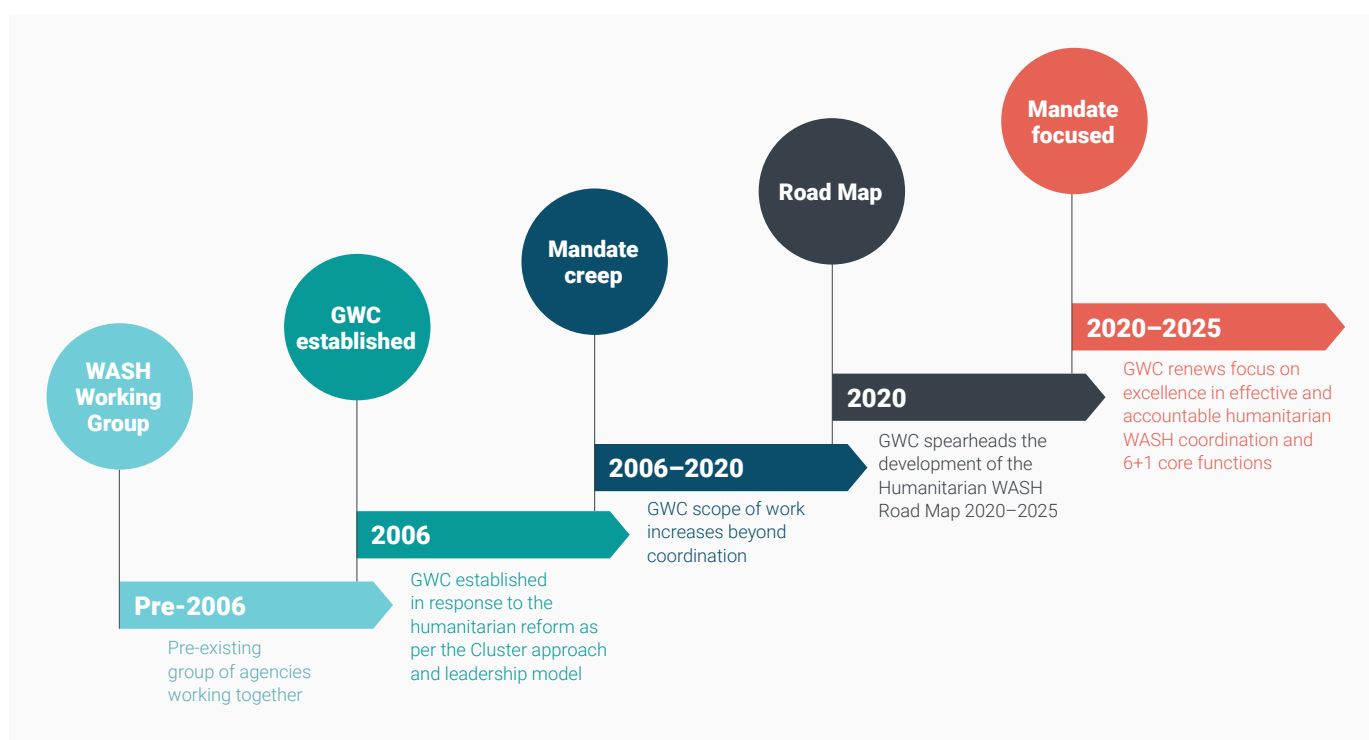 WASH
Working
Group
Pre-2006
Pre-existing
group of agencies
working together
GWC
established
2006
GWC established
in response to the
humanitarian reform as
per the Cluster approach
and leadership model
Mandate
creep
2006–2020
GWC scope of work
increases beyond
coordination
Road Map
2020
GWC spearheads the
development of the
Humanitarian WASH
Road Map 2020–2025
Mandate
focused
2020–2025
GWC renews focus on
excellence in effective and
accountable humanitarian
WASH coordination and
6+1 core functions